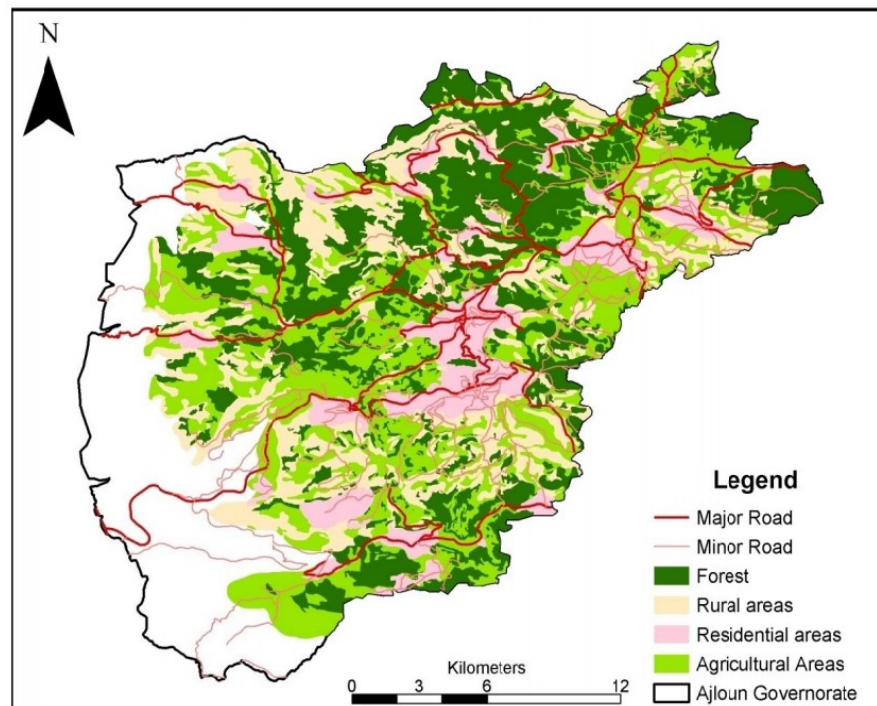 N
Legend
Major Road
Minor Road
Forest
Rural areas
Residential areas
Agricultural Areas
Ajloun Governorate
Kilometers
0 3 6 12